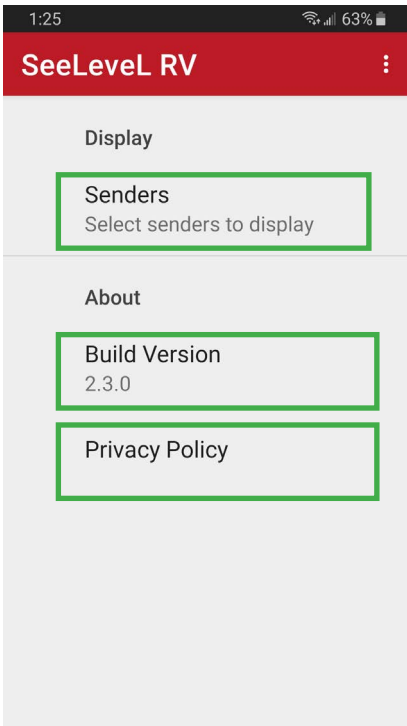 1:25 63%
SeeLeveL RV
Display
Senders
Select senders to display
About
Build Version
2.3.0
Privacy Policy